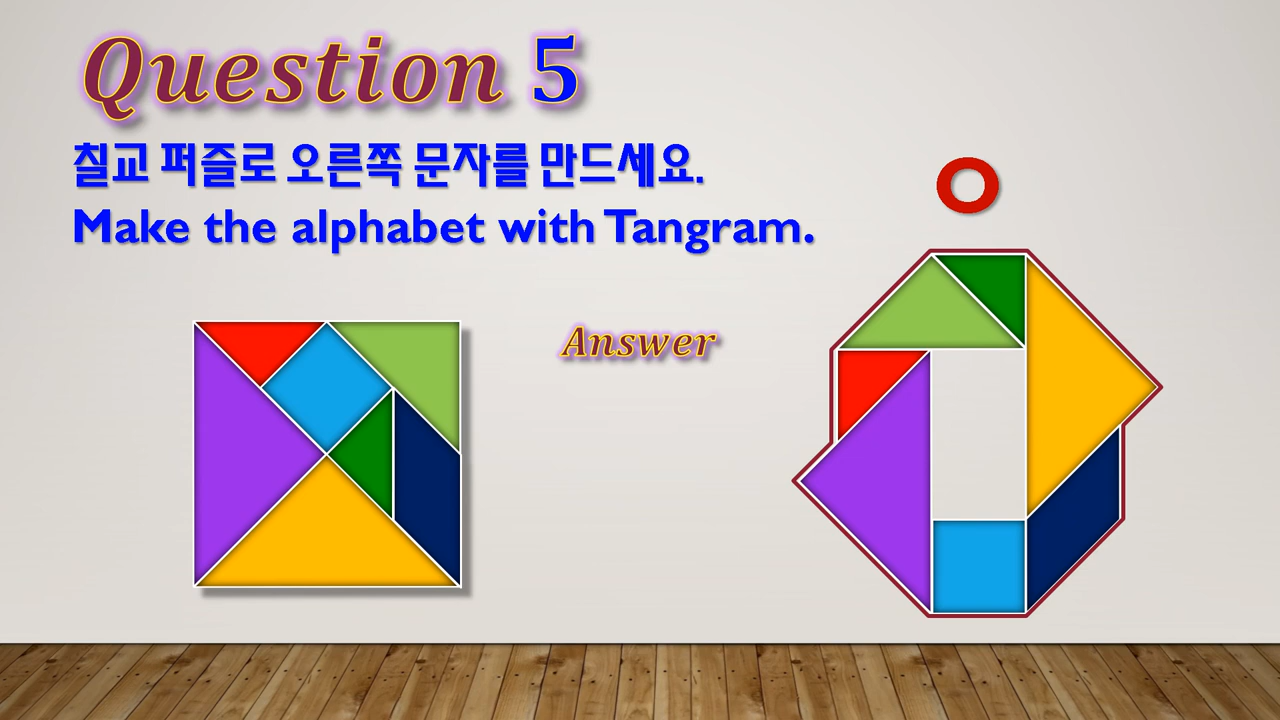 Question 5
칠교 퍼즐로 오른쪽 문자를 만드세요.
Make the alphabet with Tangram.
O
Answer